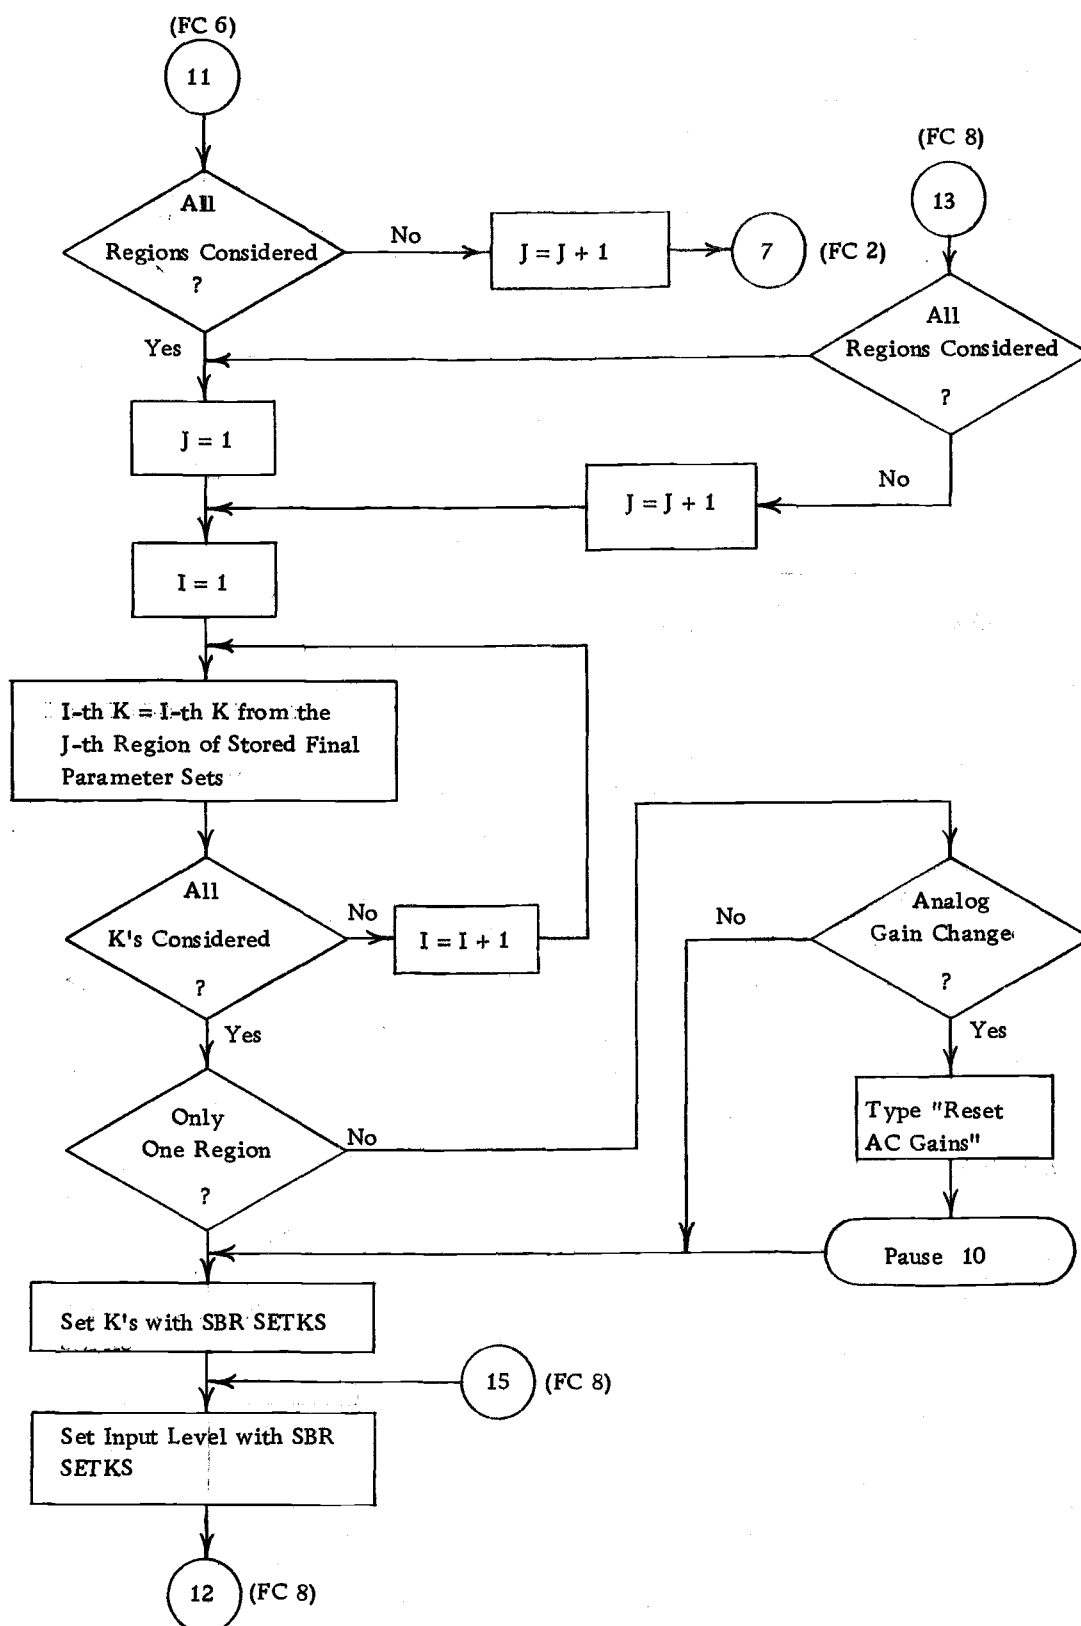 (FC 6)
11
All
Regions Considered
?
No
J = J + 1
7
(FC 2)
(FC 8)
13
All
Regions Considered
?
Yes
J = 1
No
J = J + 1
I = 1
I-th K = I-th K from the
J-th Region of Stored Final
Parameter Sets
All
K's Considered
?
No
I = I + 1
Yes
Only
One Region
?
No
Analog
Gain Change
?
No
Yes
Type "Reset
AC Gains"
Pause 10
Set K's with SBR SETKS
15
(FC 8)
Set Input Level with SBR
SETKS
12
(FC 8)